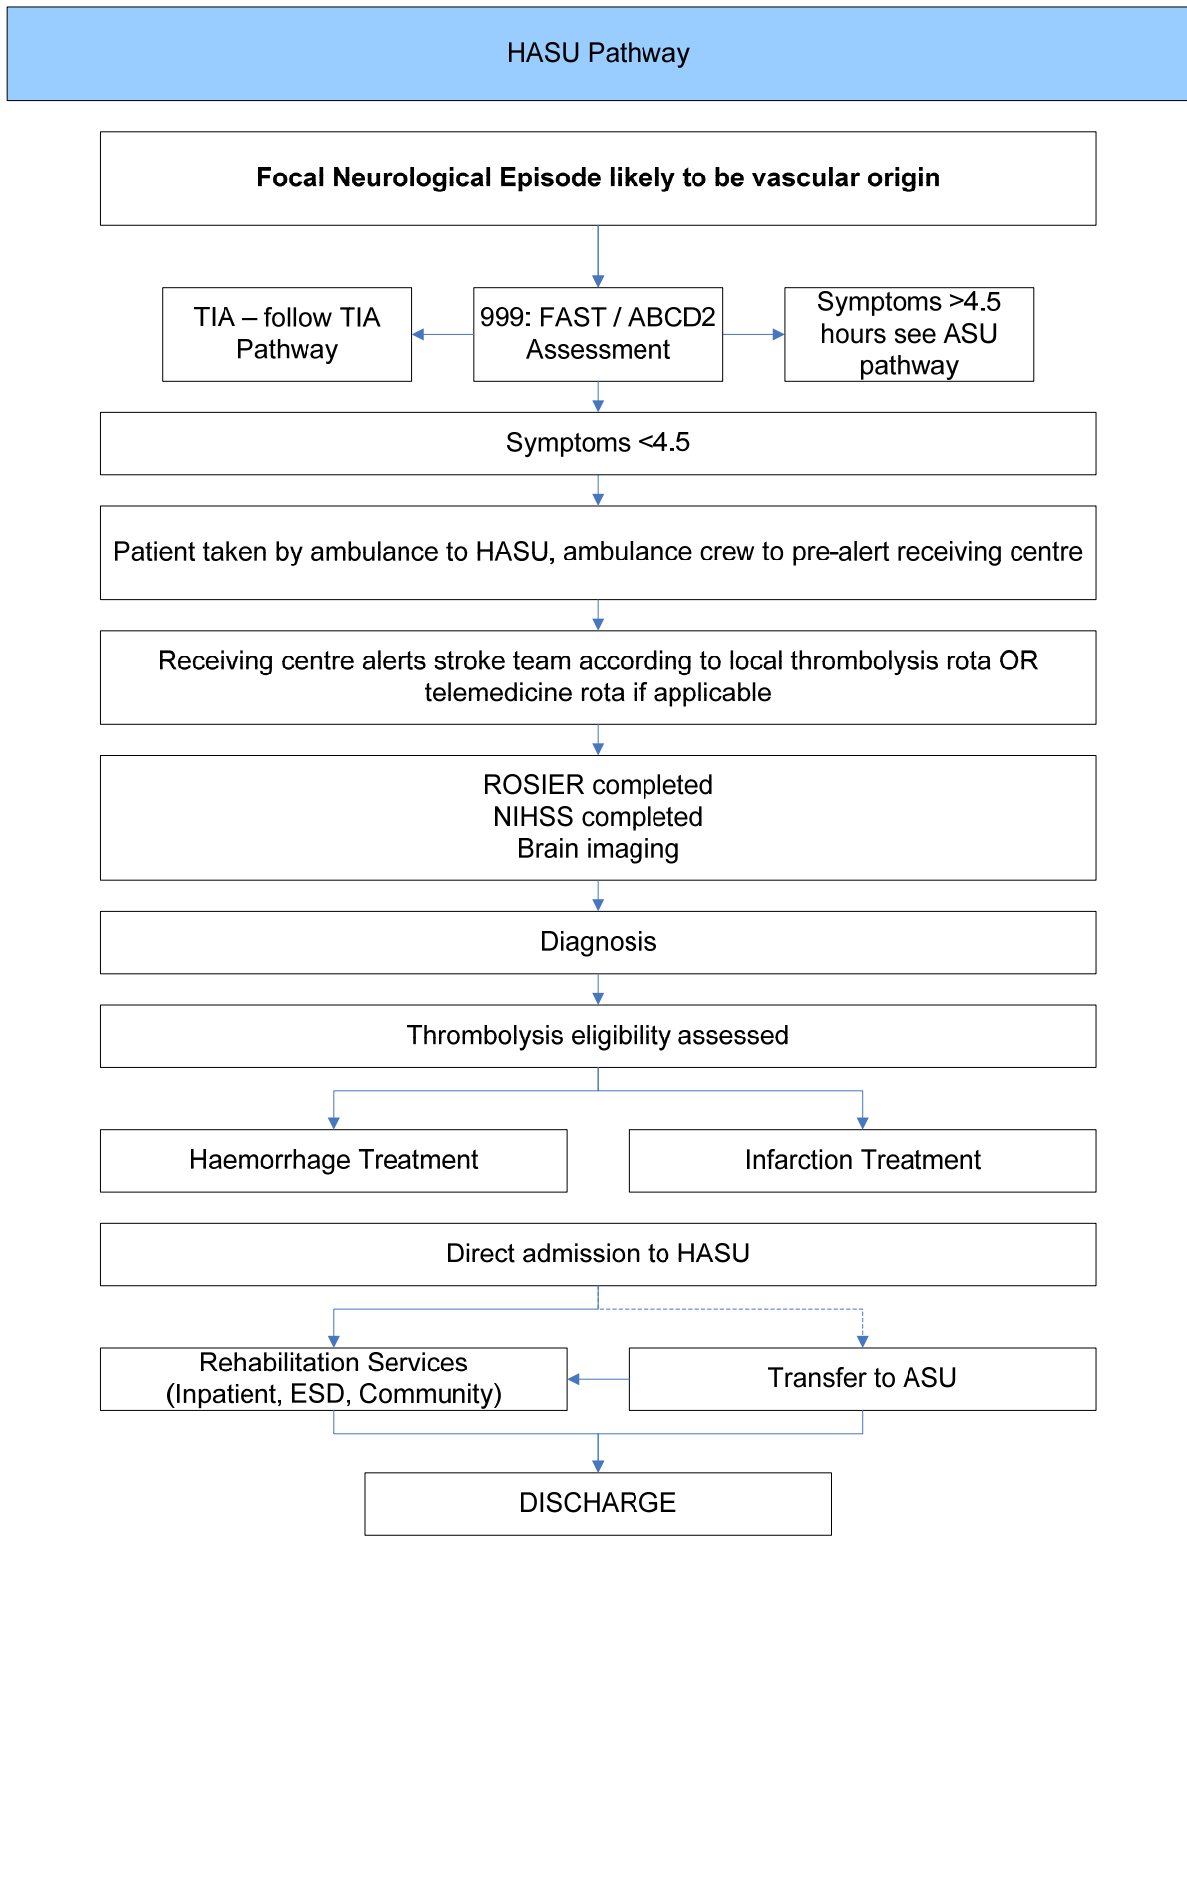 HASU Pathway
Focal Neurological Episode likely to be vascular origin
TIA – follow TIA
Pathway
999: FAST / ABCD2
Assessment
Symptoms >4.5
hours see ASU
pathway
Symptoms <4.5
Patient taken by ambulance to HASU, ambulance crew to pre-alert receiving centre
Receiving centre alerts stroke team according to local thrombolysis rota OR
telemedicine rota if applicable
ROSIER completed
NIHSS completed
Brain imaging
Diagnosis
Thrombolysis eligibility assessed
Haemorrhage Treatment
Infarction Treatment
Direct admission to HASU
Rehabilitation Services
(Inpatient, ESD, Community)
Transfer to ASU
DISCHARGE